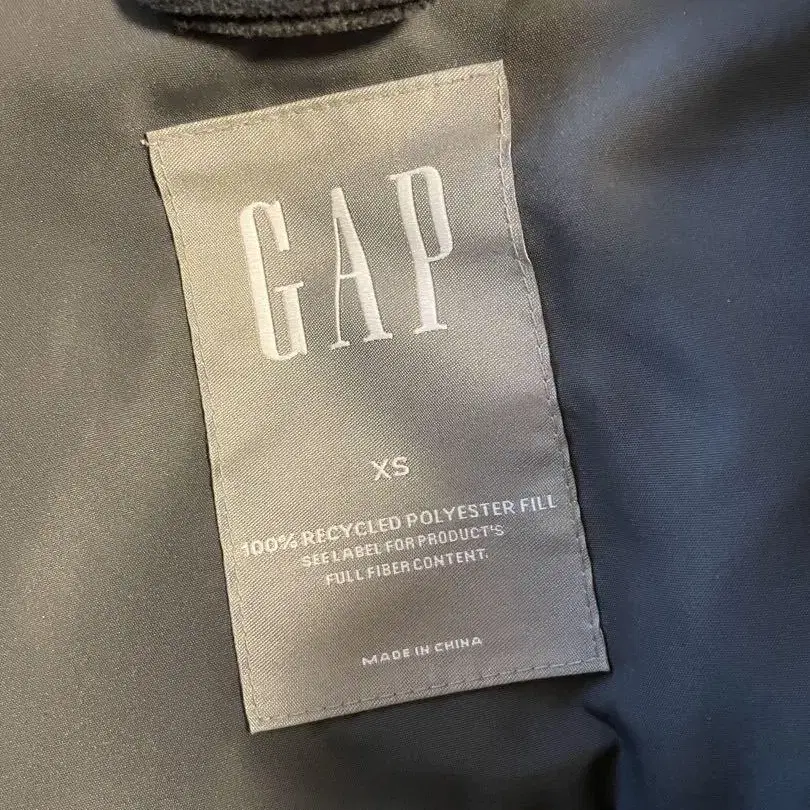 GAP
XS
100% RECYCLED POLYESTER FILL
SEE LABEL FOR PRODUCT'S
FULL FIBER CONTENT.
MADE IN CHINA